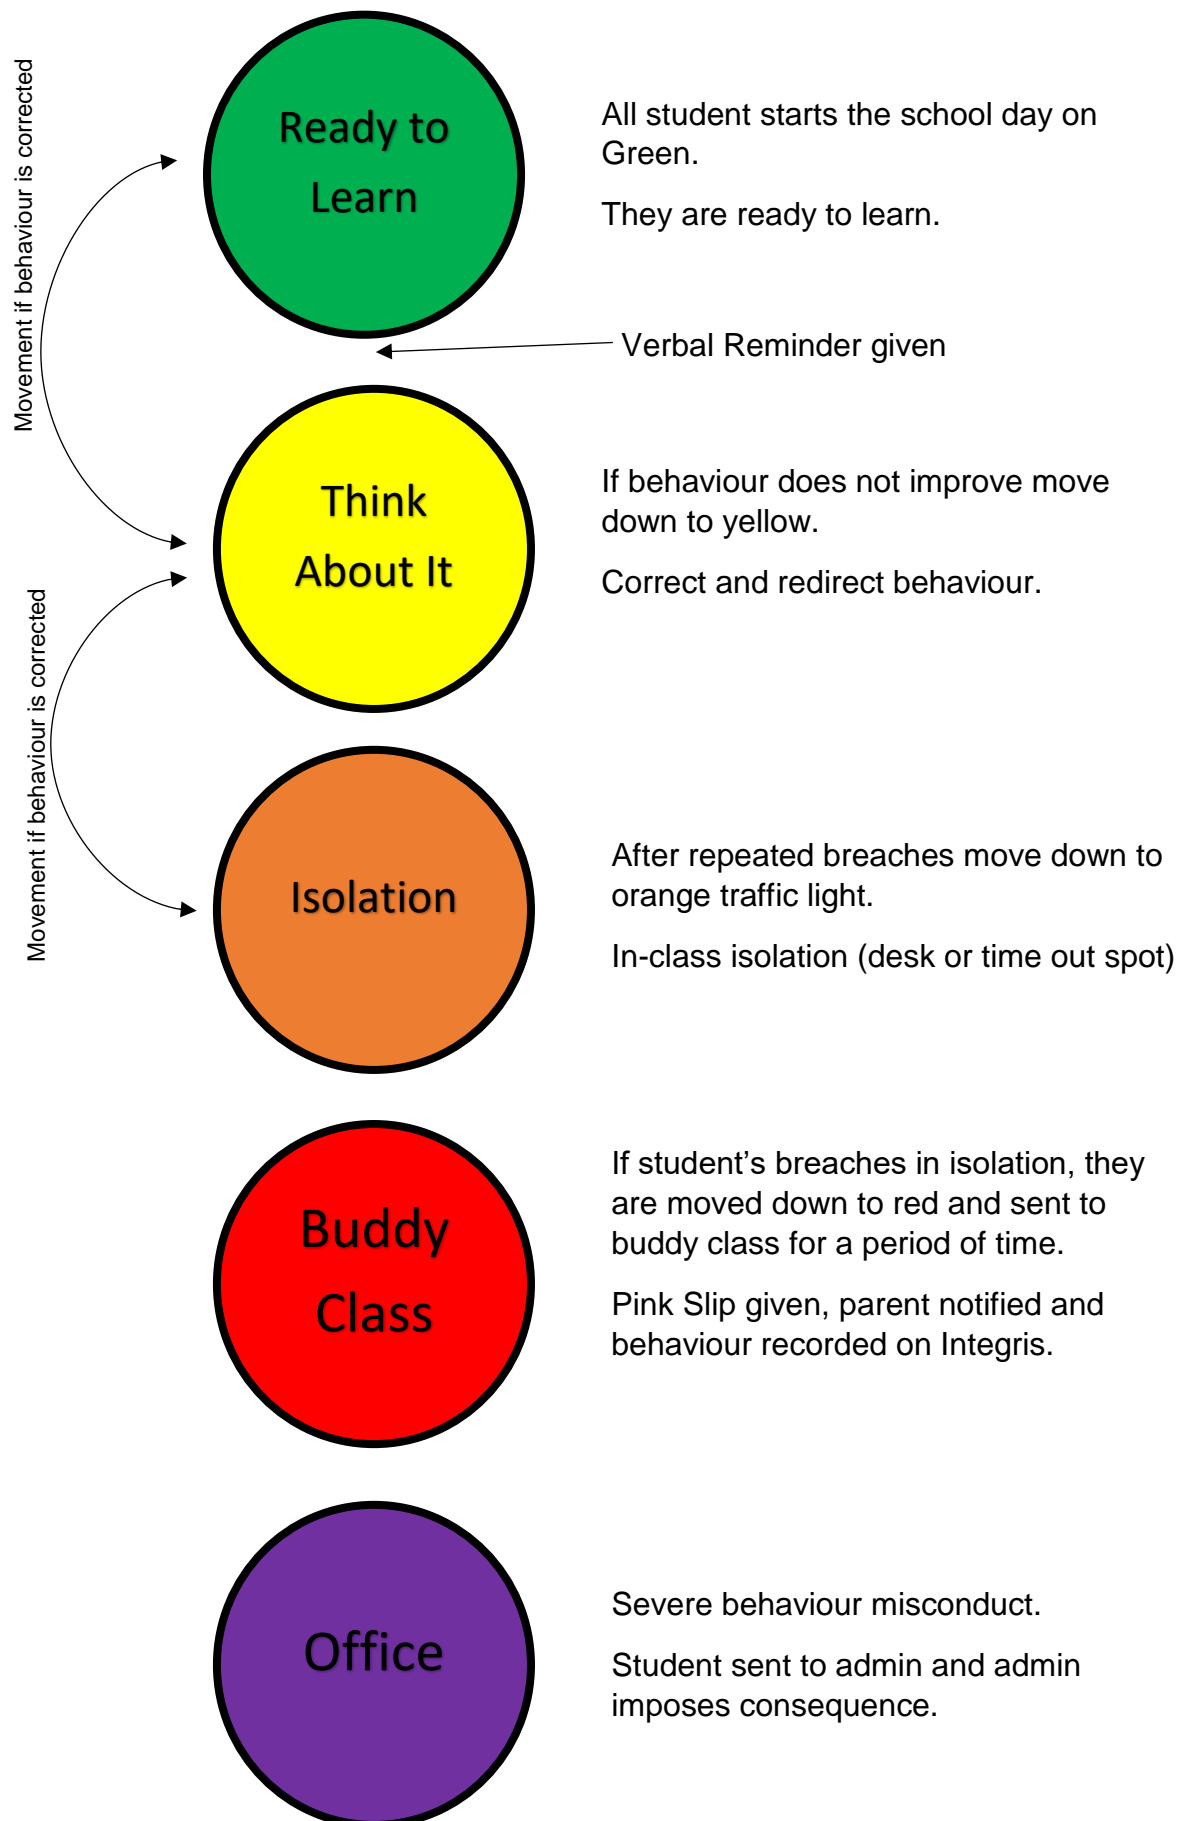 Movement if behaviour is corrected
Ready to
Learn
All student starts the school day on
Green.
They are ready to learn.
Verbal Reminder given
Think
About It
If behaviour does not improve move
down to yellow.
Correct and redirect behaviour.
Movement if behaviour is corrected
Isolation
After repeated breaches move down to
orange traffic light.
In-class isolation (desk or time out spot)
Buddy
Class
If student’s breaches in isolation, they
are moved down to red and sent to
buddy class for a period of time.
Pink Slip given, parent notified and
behaviour recorded on Integris.
Office
Severe behaviour misconduct.
Student sent to admin and admin
imposes consequence.